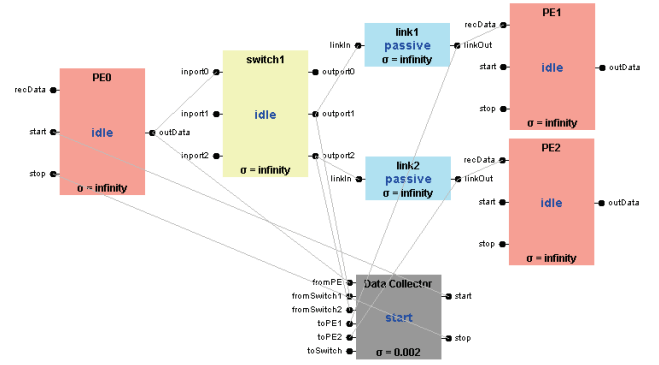 PE0
recData
start
stop
idle
outData
σ = infinity
switch1
inport0
inport1
inport2
idle
outport0
outport1
outport2
σ = infinity
link1
linkIn
passive
linkOut
σ = infinity
link2
linkIn
passive
linkOut
σ = infinity
PE1
recData
start
stop
idle
outData
σ = infinity
PE2
recData
start
stop
idle
outData
σ = infinity
Data Collector
fromPE
fromSwitch1
fromSwitch2
toPE1
toPE2
toSwitch
start
start
stop
σ = 0.002